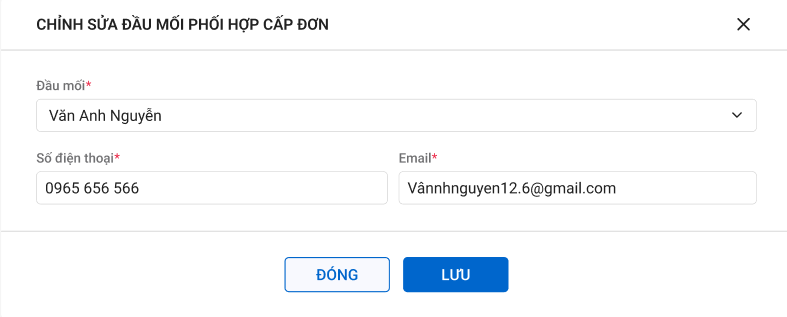 CHỈNH SỬA ĐẦU MỐI PHỐI HỢP CẤP ĐƠN
Đầu mối*
Văn Anh Nguyễn
Số điện thoại*
Email*
0965 656 566
Vânnhnguyen12.6@gmail.com
ĐÓNG
LƯU